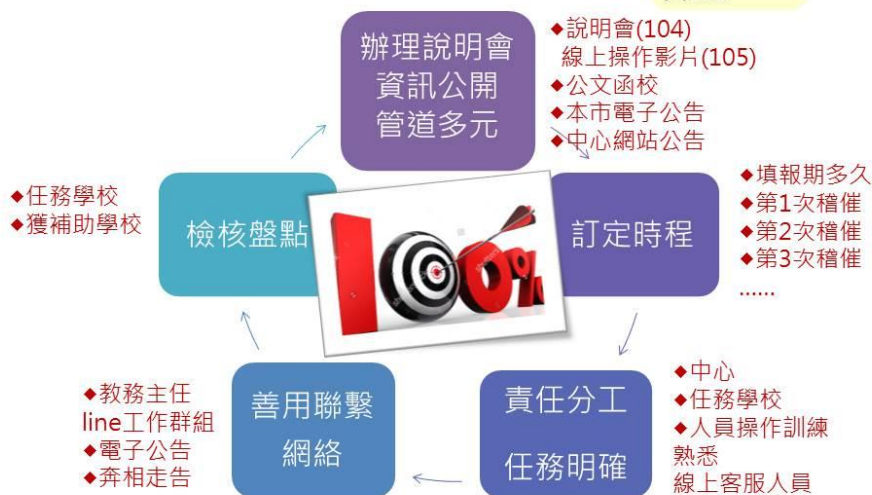 辦理說明會
資訊公開
管道多元
◆說明會(104)
線上操作影片(105)
◆公文函校
◆本市電子公告
◆中心網站公告
訂定時程
◆填報期多久
◆第1次稽催
◆第2次稽催
◆第3次稽催
......
責任分工
任務明確
◆中心
◆任務學校
◆人員操作訓練
熟悉
線上客服人員
善用聯繫
網絡
◆教務主任
line工作群組
◆電子公告
◆奔相走告
檢核盤點
◆任務學校
◆獲補助學校
100%